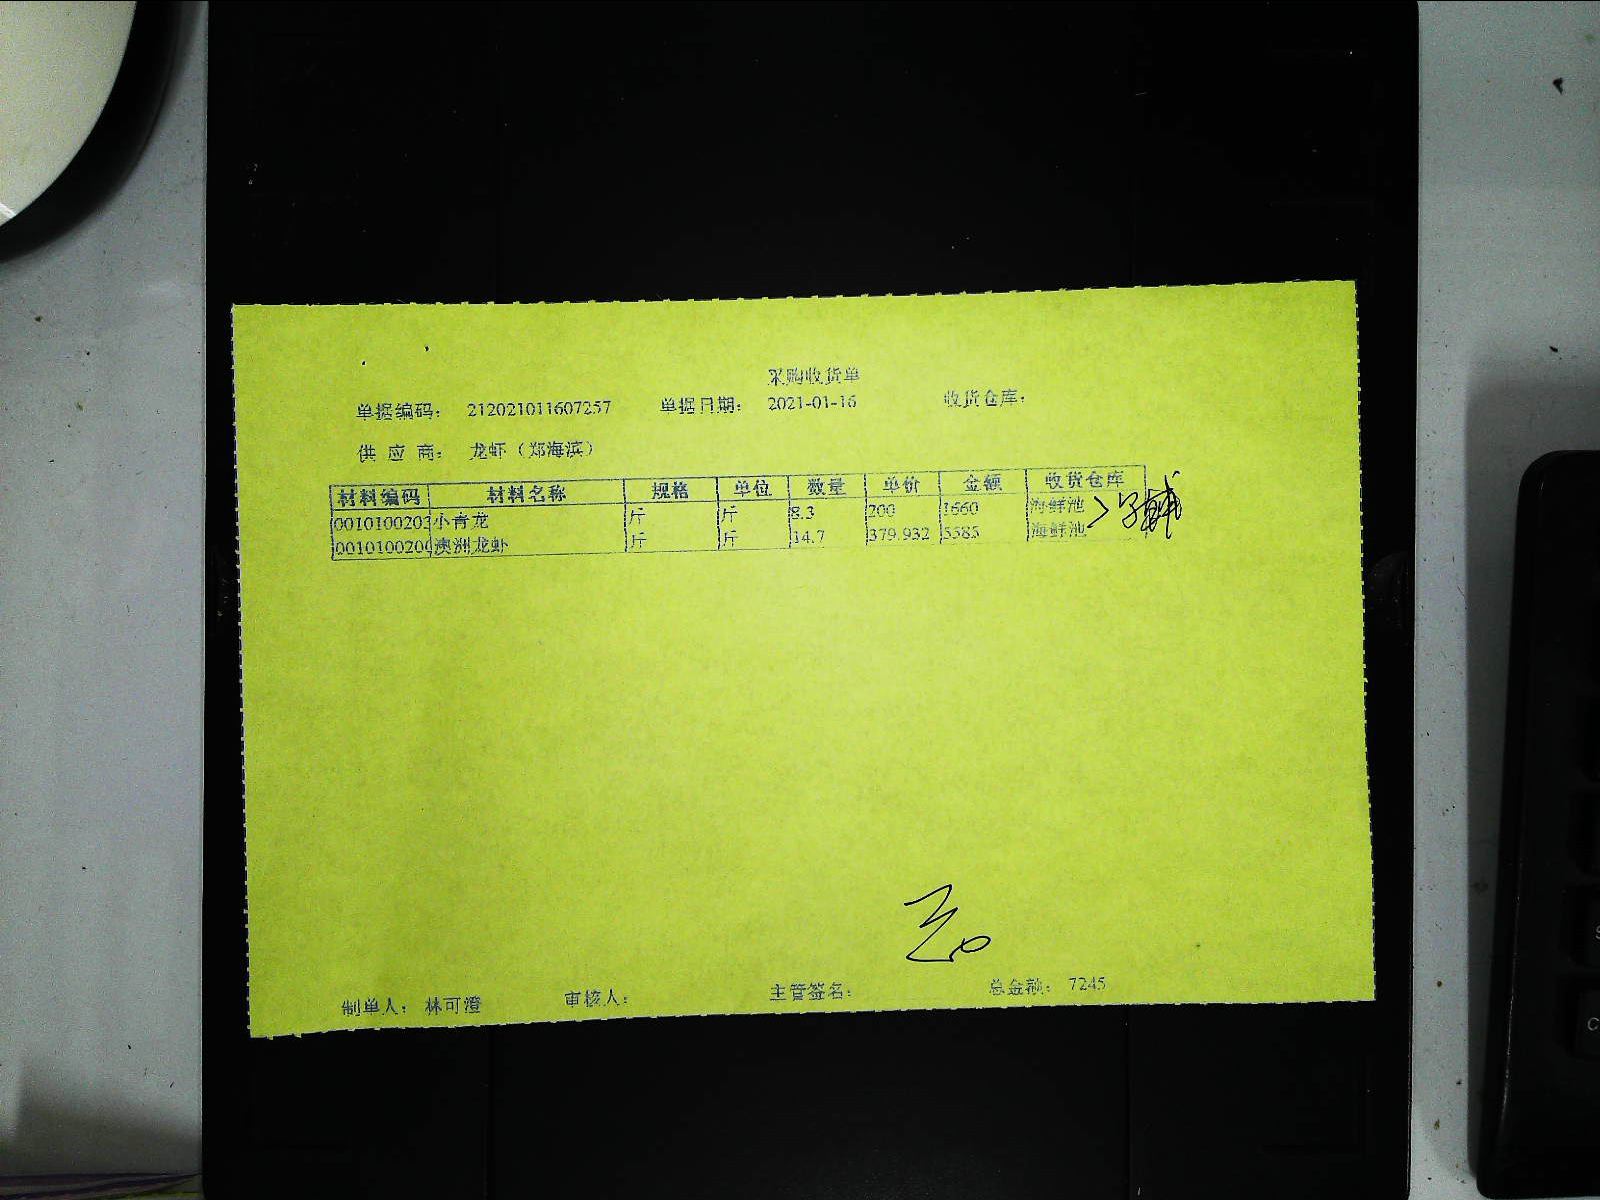 采购收货单
单据编码： 212021011607257 单据日期： 2021-01-16 收货仓库：
供 应 商： 龙虾（郑海滨）
材料编码 材料名称 规格 单位 数量 单价 金额 收货仓库
0010100203 小青龙 斤 斤 8.3 200 1660 海鲜池
001010020 澳洲龙虾 斤 斤 14.7 379.932 5585 海鲜池
制单人： 林可澄 审核人： 主管签名： 总金额： 7245